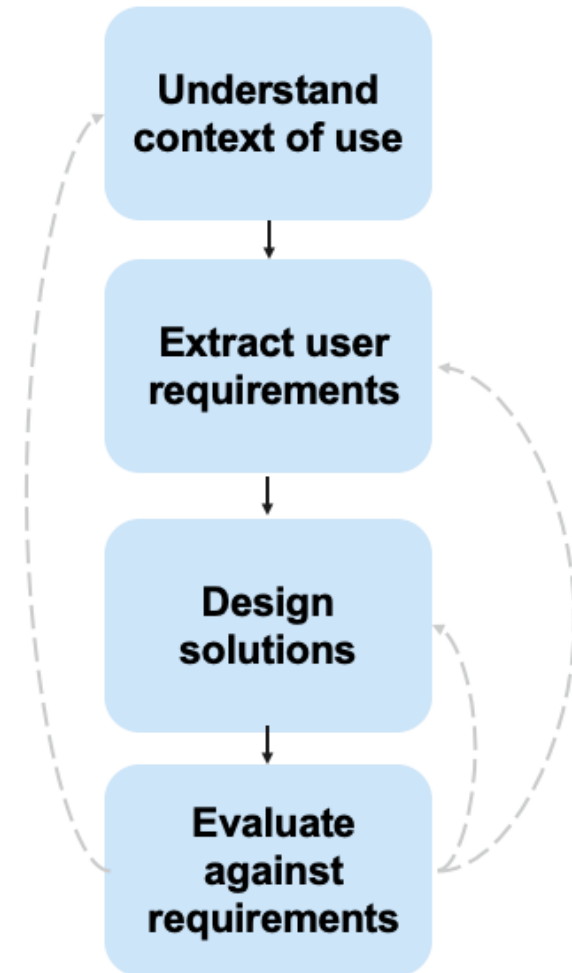 Understand
context of use
Extract user
requirements
Design
solutions
Evaluate
against
requirements